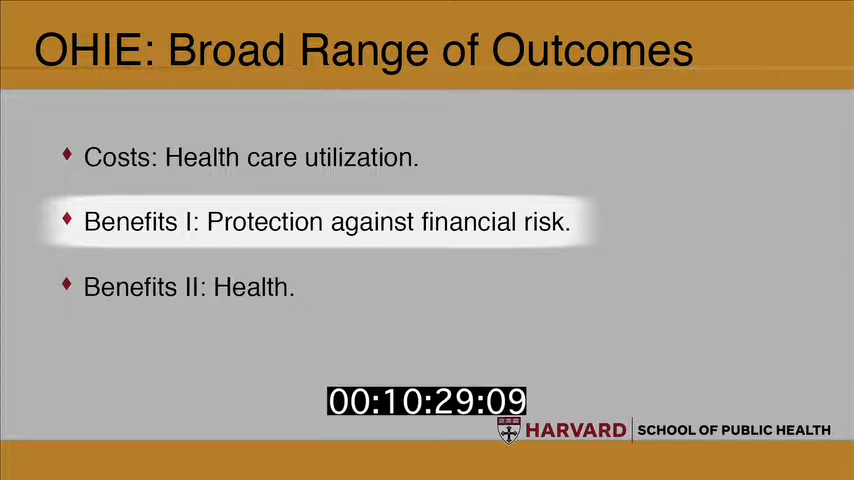 OHIE: Broad Range of Outcomes
Costs: Health care utilization.
Benefits I: Protection against financial risk.
Benefits II: Health.
00:10:29:09
HARVARD SCHOOL OF PUBLIC HEALTH